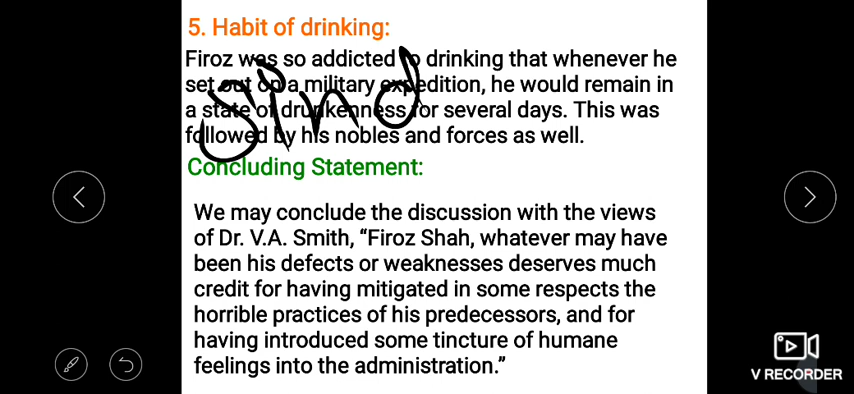 5. Habit of drinking:
Firoz was so addicted to drinking that whenever he
set out on a military expedition, he would remain in
a state of drunkenness for several days. This was
followed by his nobles and forces as well.
Sind
Concluding Statement:
We may conclude the discussion with the views
of Dr. V.A. Smith, “Firoz Shah, whatever may have
been his defects or weaknesses deserves much
credit for having mitigated in some respects the
horrible practices of his predecessors, and for
having introduced some tincture of humane
feelings into the administration.”
V RECORDER